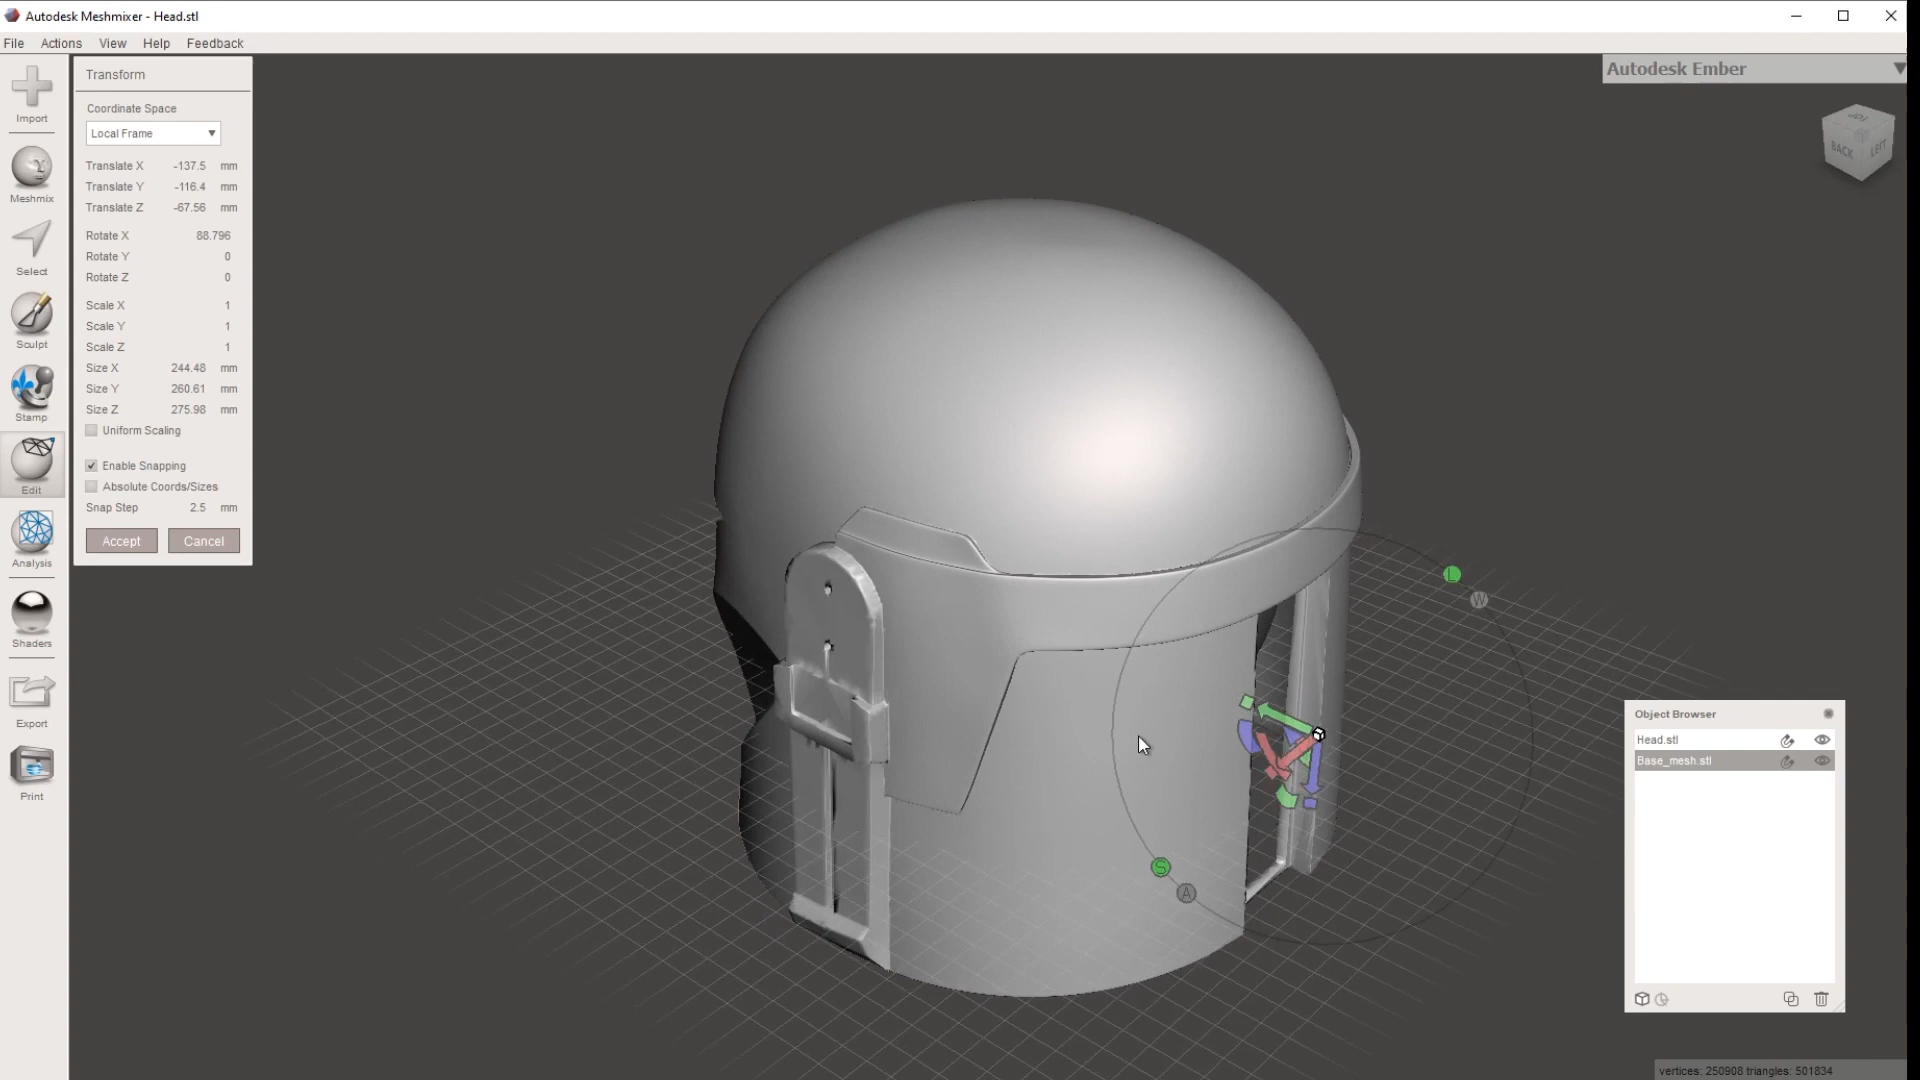 Autodesk Meshmixer - Head.stl
File Actions View Help Feedback
Import
Meshmix
Select
Sculpt
Stamp
Edit
Analysis
Shaders
Export
Print
Transform
Coordinate Space
Local Frame
Translate X -137.5 mm
Translate Y -116.4 mm
Translate Z -67.56 mm
Rotate X 88.796
Rotate Y 0
Rotate Z 0
Scale X 1
Scale Y 1
Scale Z 1
Size X 244.48 mm
Size Y 260.61 mm
Size Z 275.98 mm
Uniform Scaling
Enable Snapping
Absolute Coords/Sizes
Snap Step 2.5 mm
Accept Cancel
Autodesk Ember
TOP
BACK LEFT
L
W
S
A
Object Browser
Head.stl
Base_mesh.stl
vertices: 250908 triangles: 501834